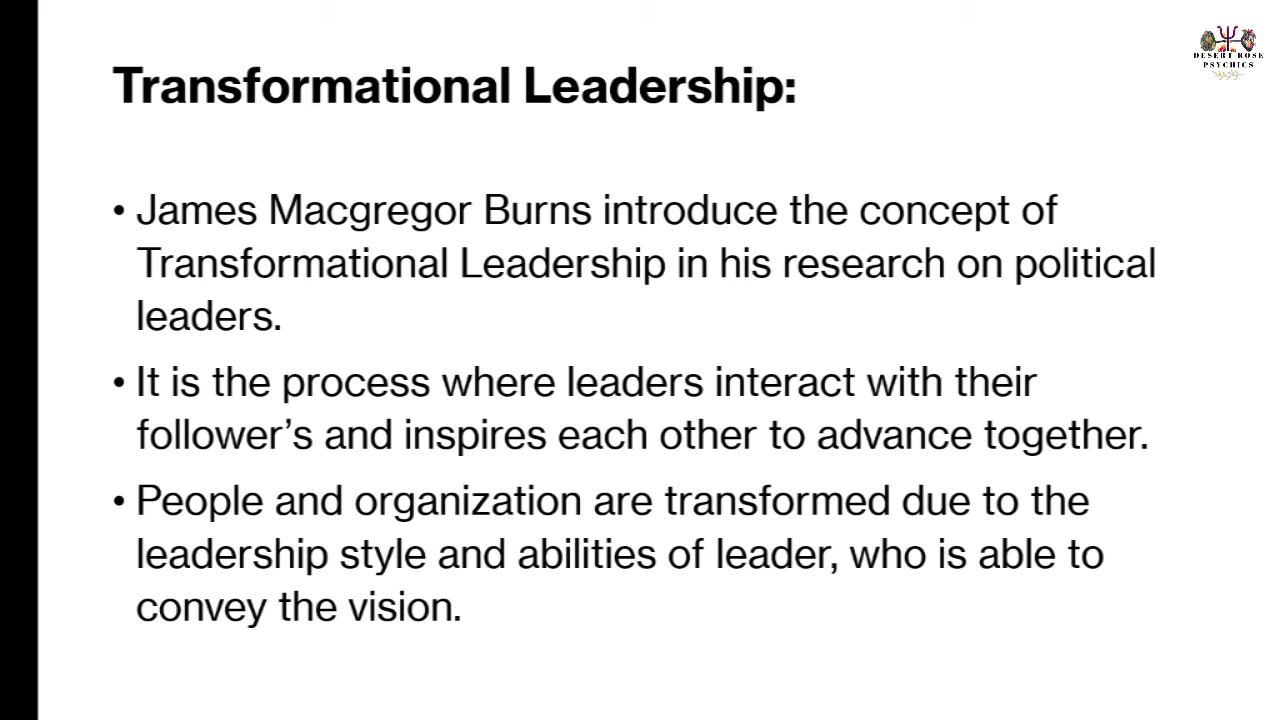 DESERT ROSE
PSYCHICS
Transformational Leadership:
• James Macgregor Burns introduce the concept of
Transformational Leadership in his research on political
leaders.
• It is the process where leaders interact with their
follower’s and inspires each other to advance together.
• People and organization are transformed due to the
leadership style and abilities of leader, who is able to
convey the vision.